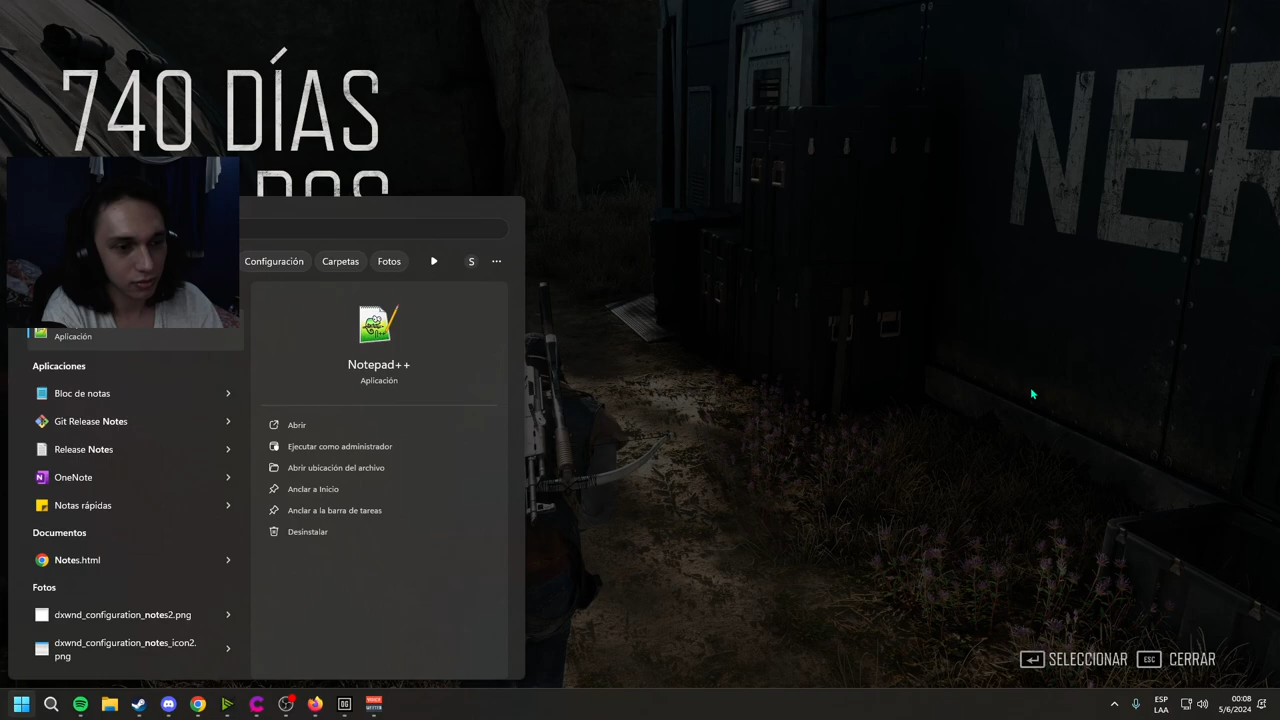 740 DÍAS
NER
Configuración
Carpetas
Fotos
S
Aplicación
Notepad++
Aplicación
Aplicaciones
Bloc de notas
Git Release Notes
Release Notes
OneNote
Notas rápidas
Documentos
Notes.html
Fotos
dxwnd_configuration_notes2.png
dxwnd_configuration_notes_icon2.
png
Abrir
Ejecutar como administrador
Abrir ubicación del archivo
Anclar a Inicio
Anclar a la barra de tareas
Desinstalar
SELECCIONAR
ESC CERRAR
ESP
LAA
00:08
5/6/2024